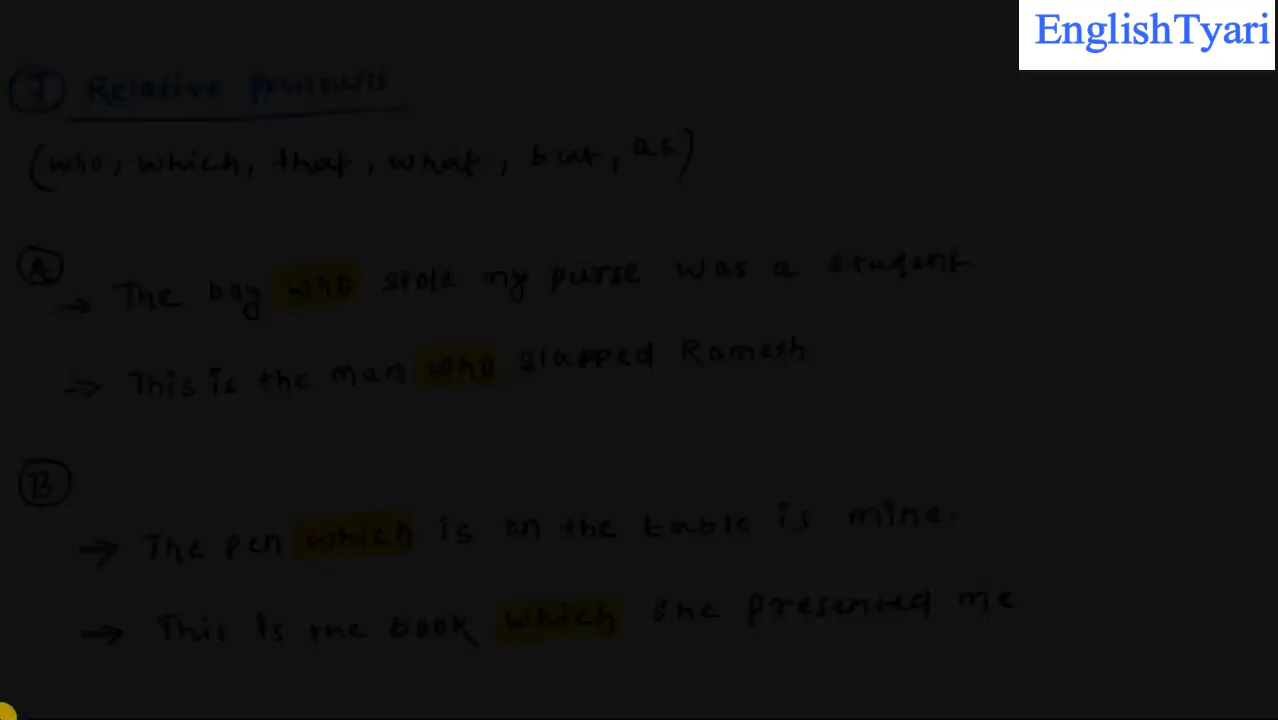 EnglishTyari
7 Relative pronouns
(who, which, that, what, but, as)
A
→ The boy who stole my purse was a student
→ This is the man who slapped Ramesh
B
→ The pen which is on the table is mine.
→ This is the book which she presented me